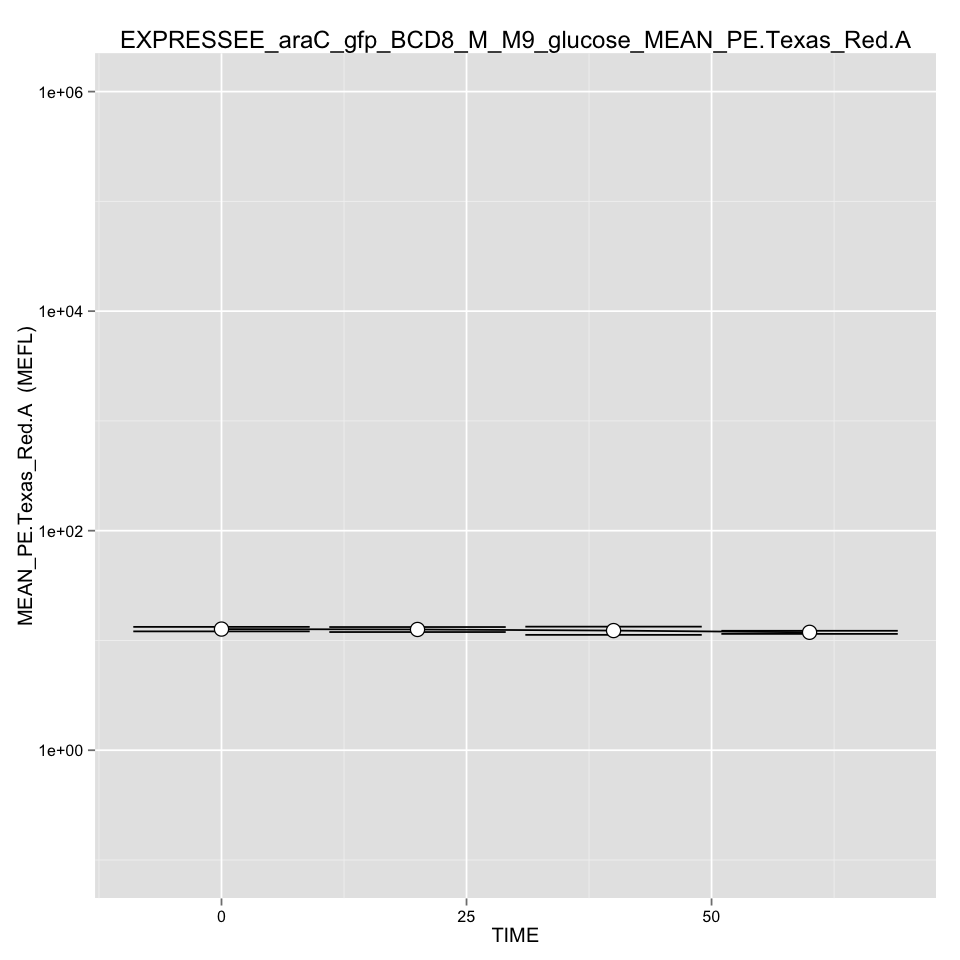 EXPRESSEE_araC_gfp_BCD8_M_M9_glucose_MEAN_PE.Texas_Red.A
MEAN_PE.Texas_Red.A (MEFL)
1e+06
1e+04
1e+02
1e+00
0
25
50
TIME